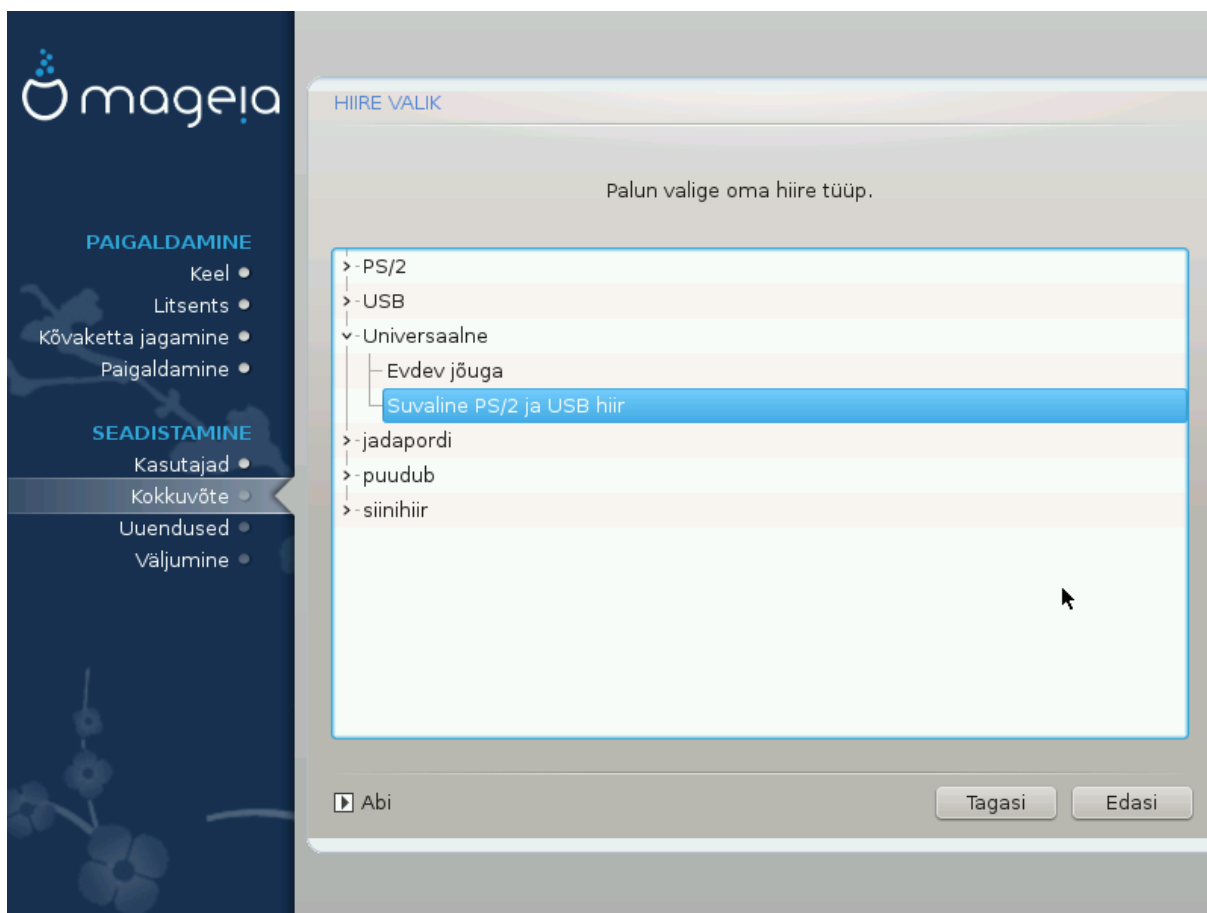 mageia
PAIGALDAMINE
Keel
Litsents
Kõvaketta jagamine
Paigaldamine
SEADISTAMINE
Kasutajad
Kokkuvõte
Uuendused
Väljumine
HIIRE VALIK
Palun valige oma hiire tüüp.
PS/2
USB
Universaalne
Evdev jõuga
Suvaline PS/2 ja USB hiir
jadapordi
puudub
siinihiir
Abi
Tagasi
Edasi